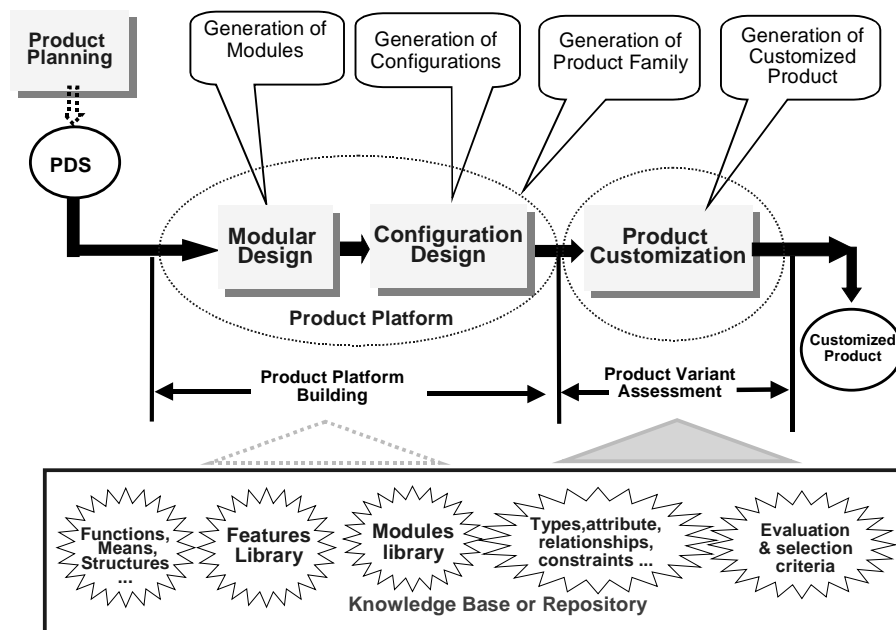 Product
Planning
Generation of
Modules
Generation of
Configurations
Generation of
Product Family
Generation of
Customized
Product
PDS
Modular
Design
Configuration
Design
Product
Customization
Product Platform
Customized
Product
Product Platform
Building
Product Variant
Assessment
Functions,
Means,
Structures
...
Features
Library
Modules
library
Types,attribute,
relationships,
constraints ...
Evaluation
& selection
criteria
Knowledge Base or Repository